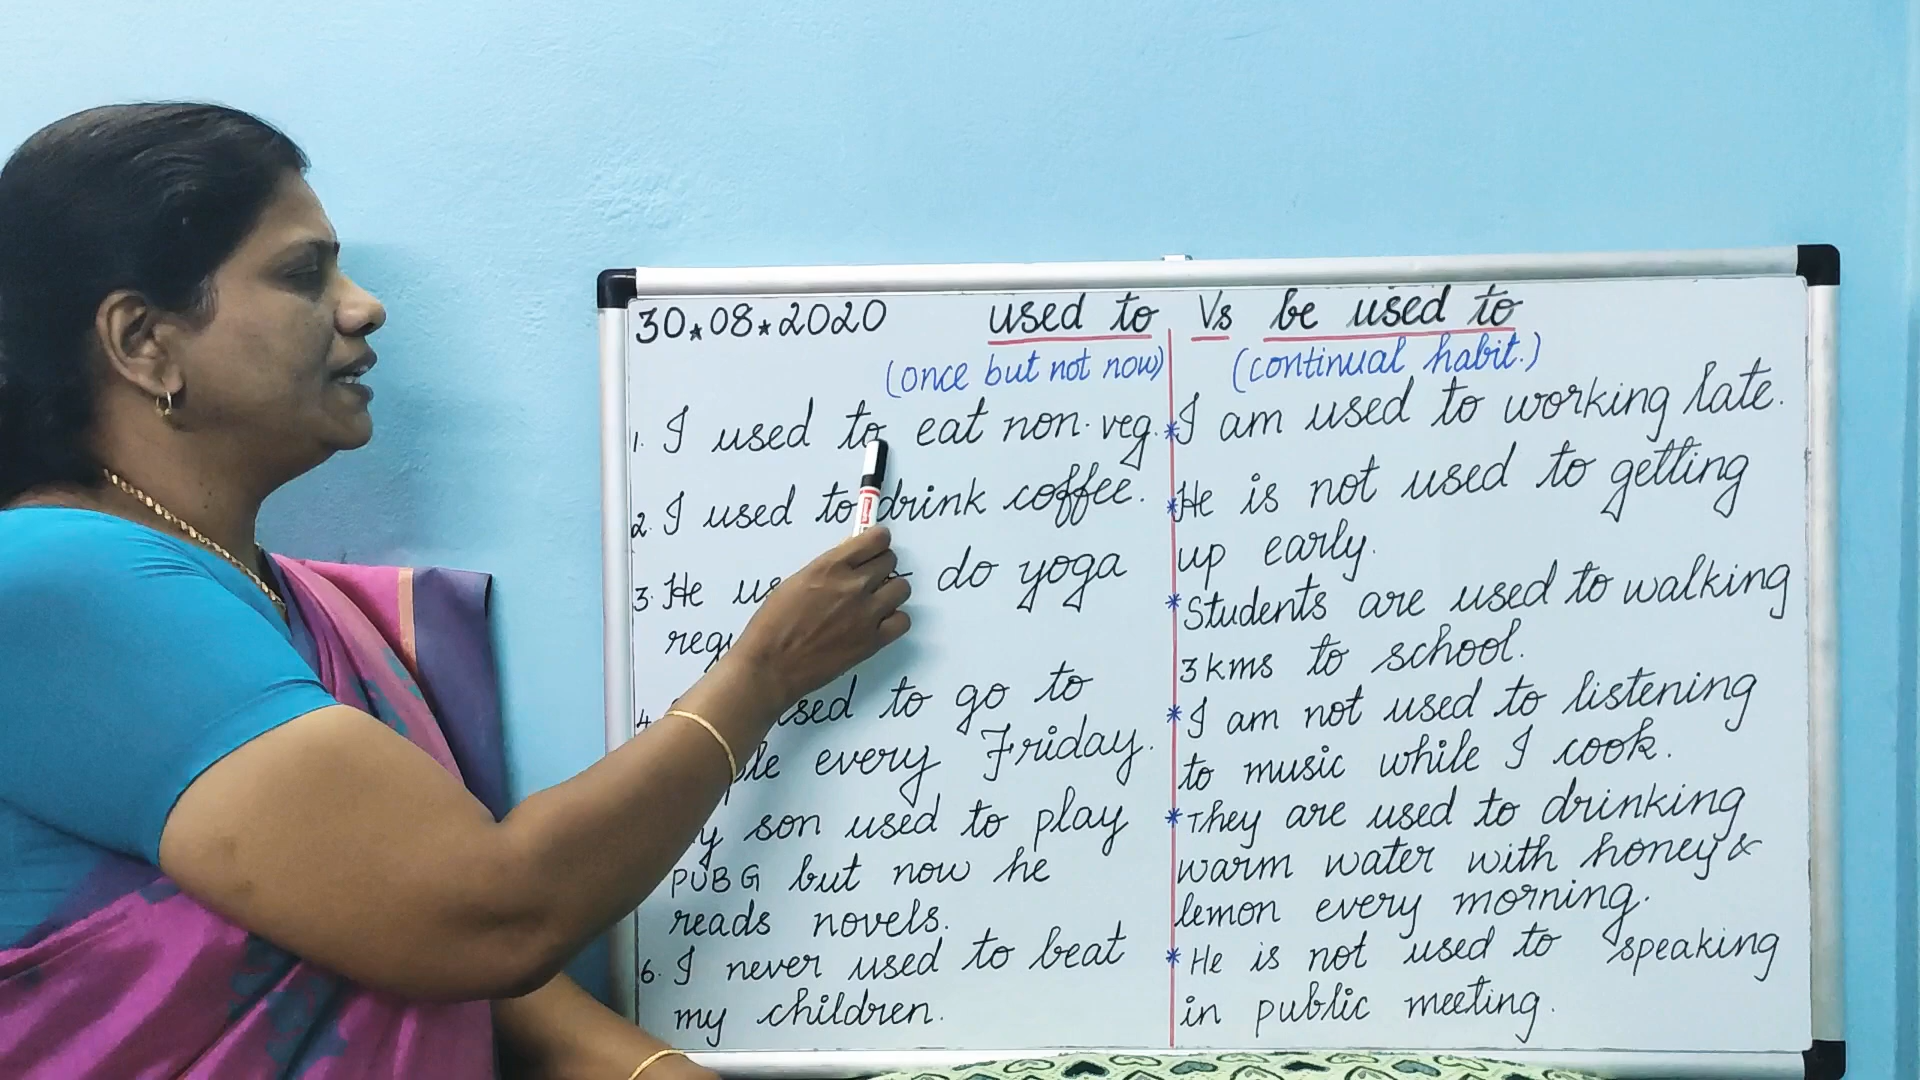 30*08*2020 used to Vs be used to
(once but not now) (continual habit.)
1. I used to eat non-veg.
2. I used to drink coffee.
3. He do yoga
4. used to go to
every Friday.
son used to play
PUBG but now he
reads novels.
6. I never used to beat
my children.
* I am used to working late.
* He is not used to getting
up early.
* Students are used to walking
3 kms to school.
* I am not used to listening
to music while I cook.
* They are used to drinking
warm water with honey &
lemon every morning.
* He is not used to speaking
in public meeting.